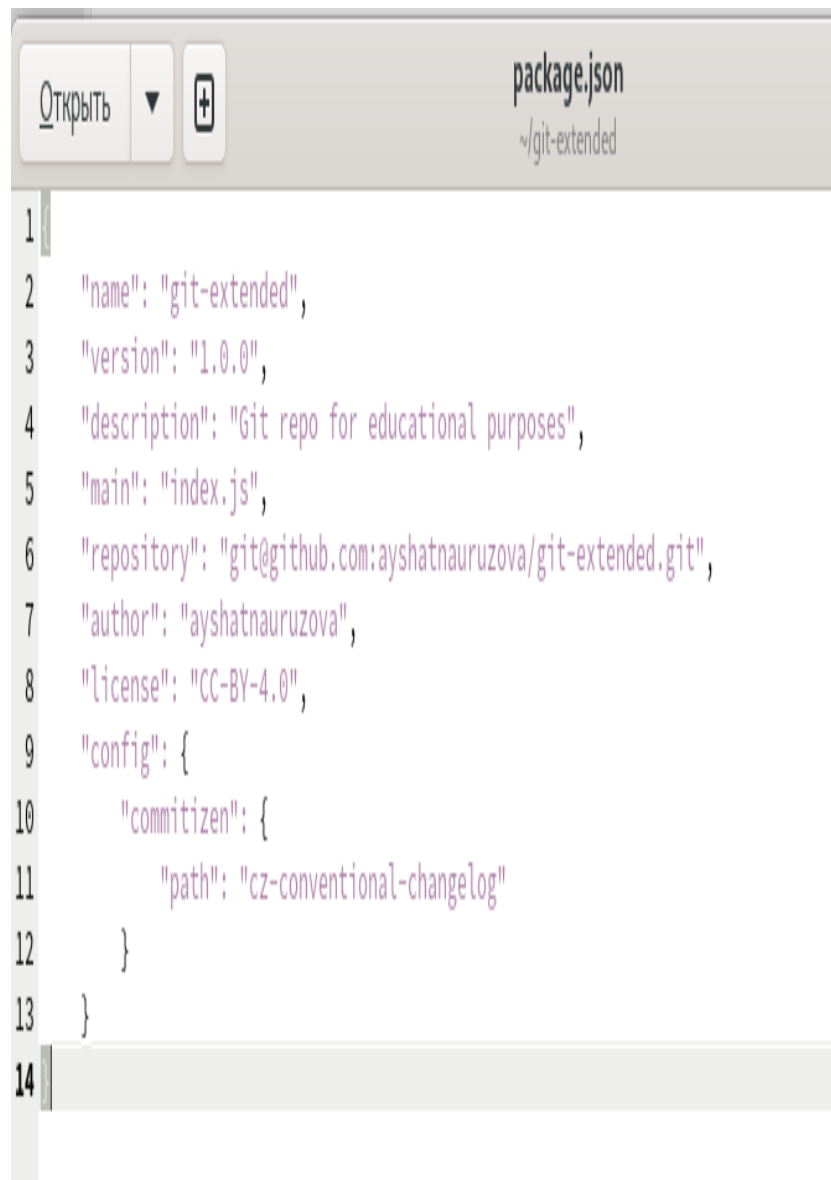 Открыть
package.json
~/git-extended
1 {
2 "name": "git-extended",
3 "version": "1.0.0",
4 "description": "Git repo for educational purposes",
5 "main": "index.js",
6 "repository": "git@github.com:ayshatnauruzova/git-extended.git",
7 "author": "ayshatnauruzova",
8 "license": "CC-BY-4.0",
9 "config": {
10 "commitizen": {
11 "path": "cz-conventional-changelog"
12 }
13 }
14 }